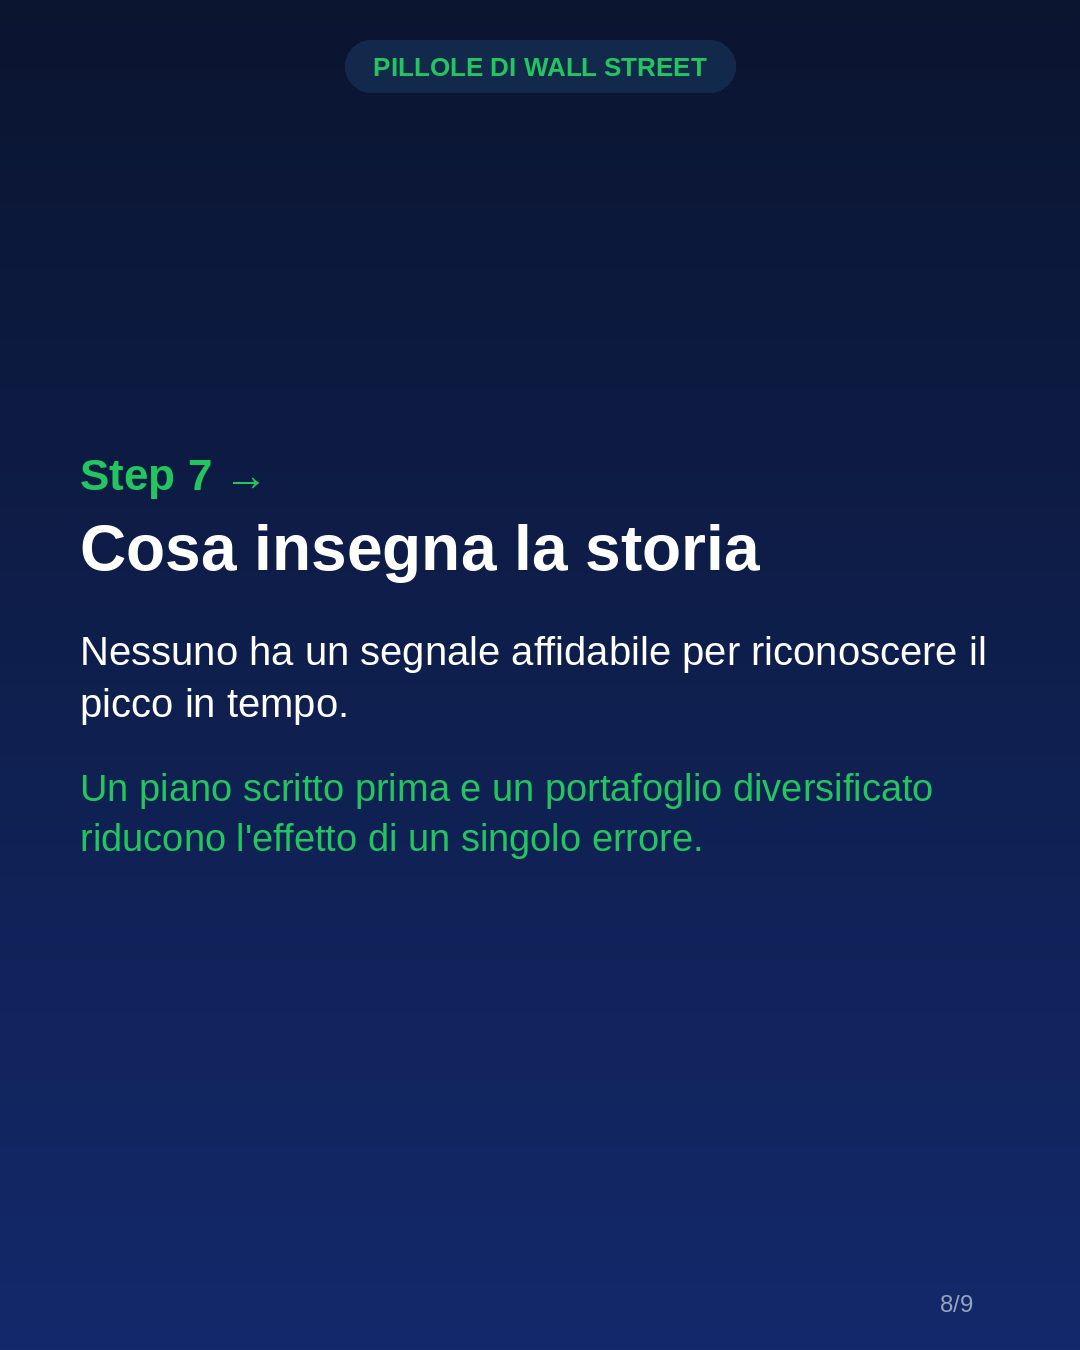 PILLOLE DI WALL STREET
Step 7 →
Cosa insegna la storia
Nessuno ha un segnale affidabile per riconoscere il
picco in tempo.
Un piano scritto prima e un portafoglio diversificato
riducono l'effetto di un singolo errore.
8/9